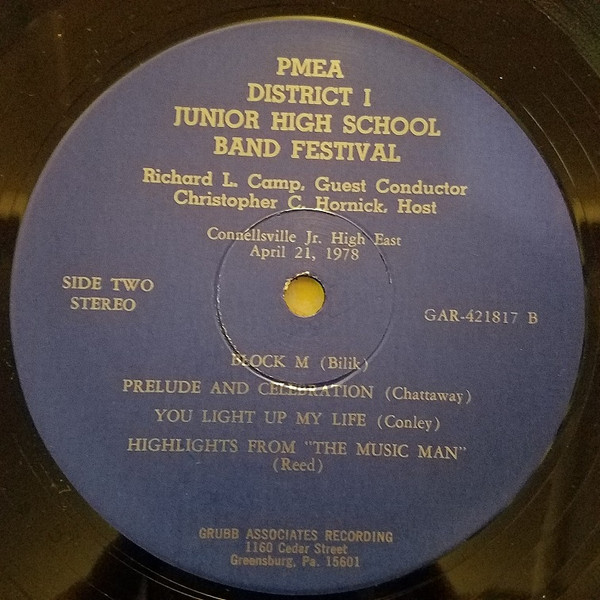 PMEA
DISTRICT I
JUNIOR HIGH SCHOOL
BAND FESTIVAL
Richard L. Camp, Guest Conductor
Christopher C. Hornick, Host
Connellsville Jr. High East
April 21, 1978
SIDE TWO
STEREO
GAR-421817 B
BLOCK M (Bilik)
PRELUDE AND CELEBRATION (Chattaway)
YOU LIGHT UP MY LIFE (Conley)
HIGHLIGHTS FROM "THE MUSIC MAN"
(Reed)
GRUBB ASSOCIATES RECORDING
1160 Cedar Street
Greensburg, Pa. 15601